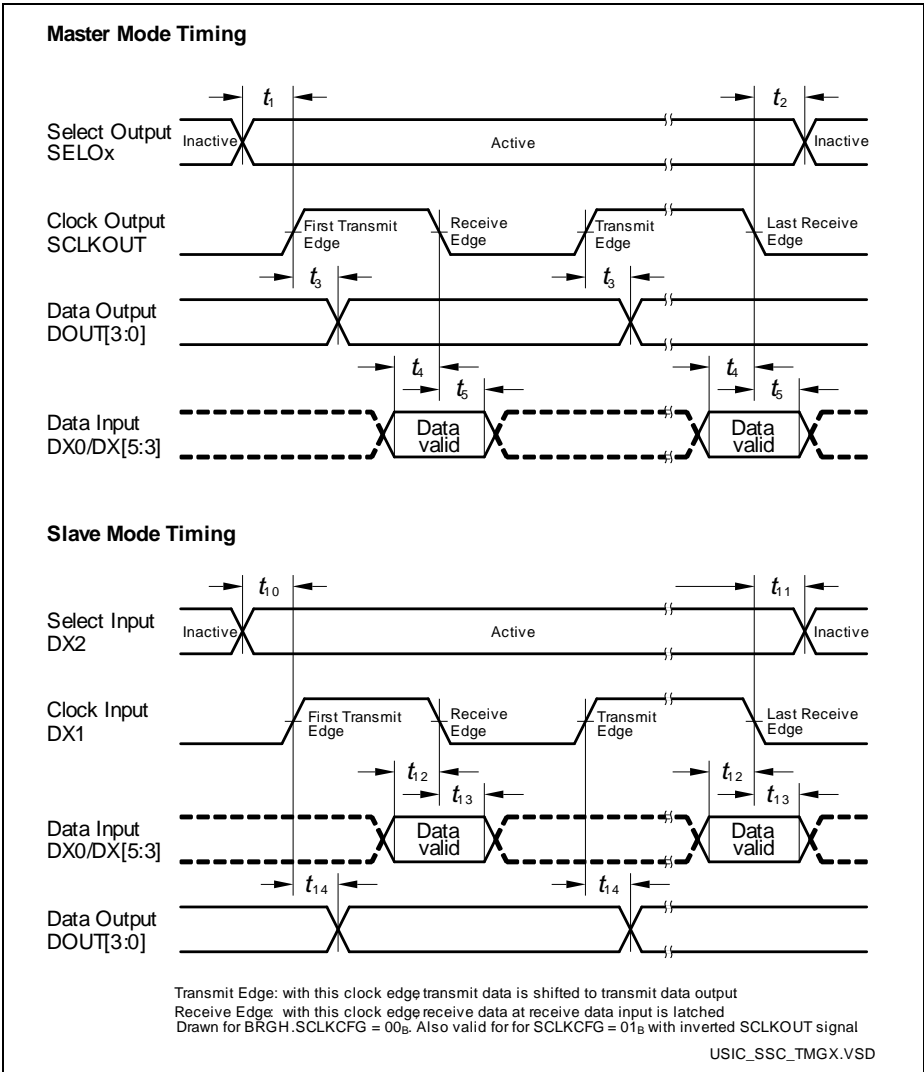 Master Mode Timing
t1
t2
Select Output
SELOx
Inactive
Active
Inactive
Clock Output
SCLKOUT
First Transmit
Edge
Receive
Edge
Transmit
Edge
Last Receive
Edge
t3
t3
Data Output
DOUT[3:0]
t4
t5
t4
t5
Data Input
DX0/DX[5:3]
Data
valid
Data
valid
Slave Mode Timing
t10
t11
Select Input
DX2
Inactive
Active
Inactive
Clock Input
DX1
First Transmit
Edge
Receive
Edge
Transmit
Edge
Last Receive
Edge
t12
t13
t12
t13
Data Input
DX0/DX[5:3]
Data
valid
Data
valid
t14
t14
Data Output
DOUT[3:0]
Transmit Edge: with this clock edge, transmit data is shifted to transmit data output
Receive Edge: with this clock edge, receive data at receive data input is latched
Drawn for BRGH.SCLKCFG = 00B. Also valid for for SCLKCFG = 01B with inverted SCLKOUT signal.
USIC_SSC_TMGX.VSD